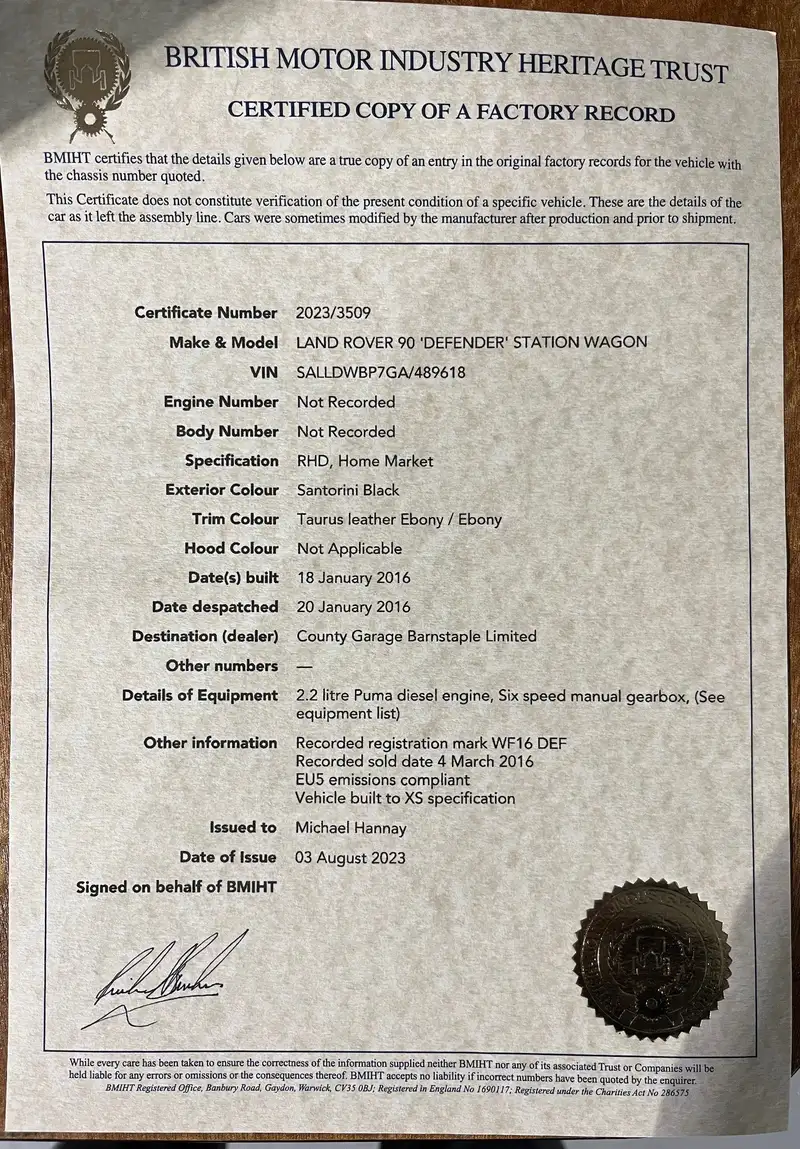 BRITISH MOTOR INDUSTRY HERITAGE TRUST
CERTIFIED COPY OF A FACTORY RECORD
BMIHT certifies that the details given below are a true copy of an entry in the original factory records for the vehicle with
the chassis number quoted.
This Certificate does not constitute verification of the present condition of a specific vehicle. These are the details of the
car as it left the assembly line. Cars were sometimes modified by the manufacturer after production and prior to shipment.
Certificate Number 2023/3509
Make & Model LAND ROVER 90 'DEFENDER' STATION WAGON
VIN SALLDWBP7GA/489618
Engine Number Not Recorded
Body Number Not Recorded
Specification RHD, Home Market
Exterior Colour Santorini Black
Trim Colour Taurus leather Ebony / Ebony
Hood Colour Not Applicable
Date(s) built 18 January 2016
Date despatched 20 January 2016
Destination (dealer) County Garage Barnstaple Limited
Other numbers —
Details of Equipment 2.2 litre Puma diesel engine, Six speed manual gearbox, (See
equipment list)
Other information Recorded registration mark WF16 DEF
Recorded sold date 4 March 2016
EU5 emissions compliant
Vehicle built to XS specification
Issued to Michael Hannay
Date of Issue 03 August 2023
Signed on behalf of BMIHT
While every care has been taken to ensure the correctness of the information supplied neither BMIHT nor any of its associated Trust or Companies will be
held liable for any errors or omissions or the consequences thereof. BMIHT accepts no liability if incorrect numbers have been quoted by the enquirer.
BMIHT Registered Office, Banbury Road, Gaydon, Warwick, CV35 0BJ; Registered in England No 1690117; Registered under the Charities Act No 286575